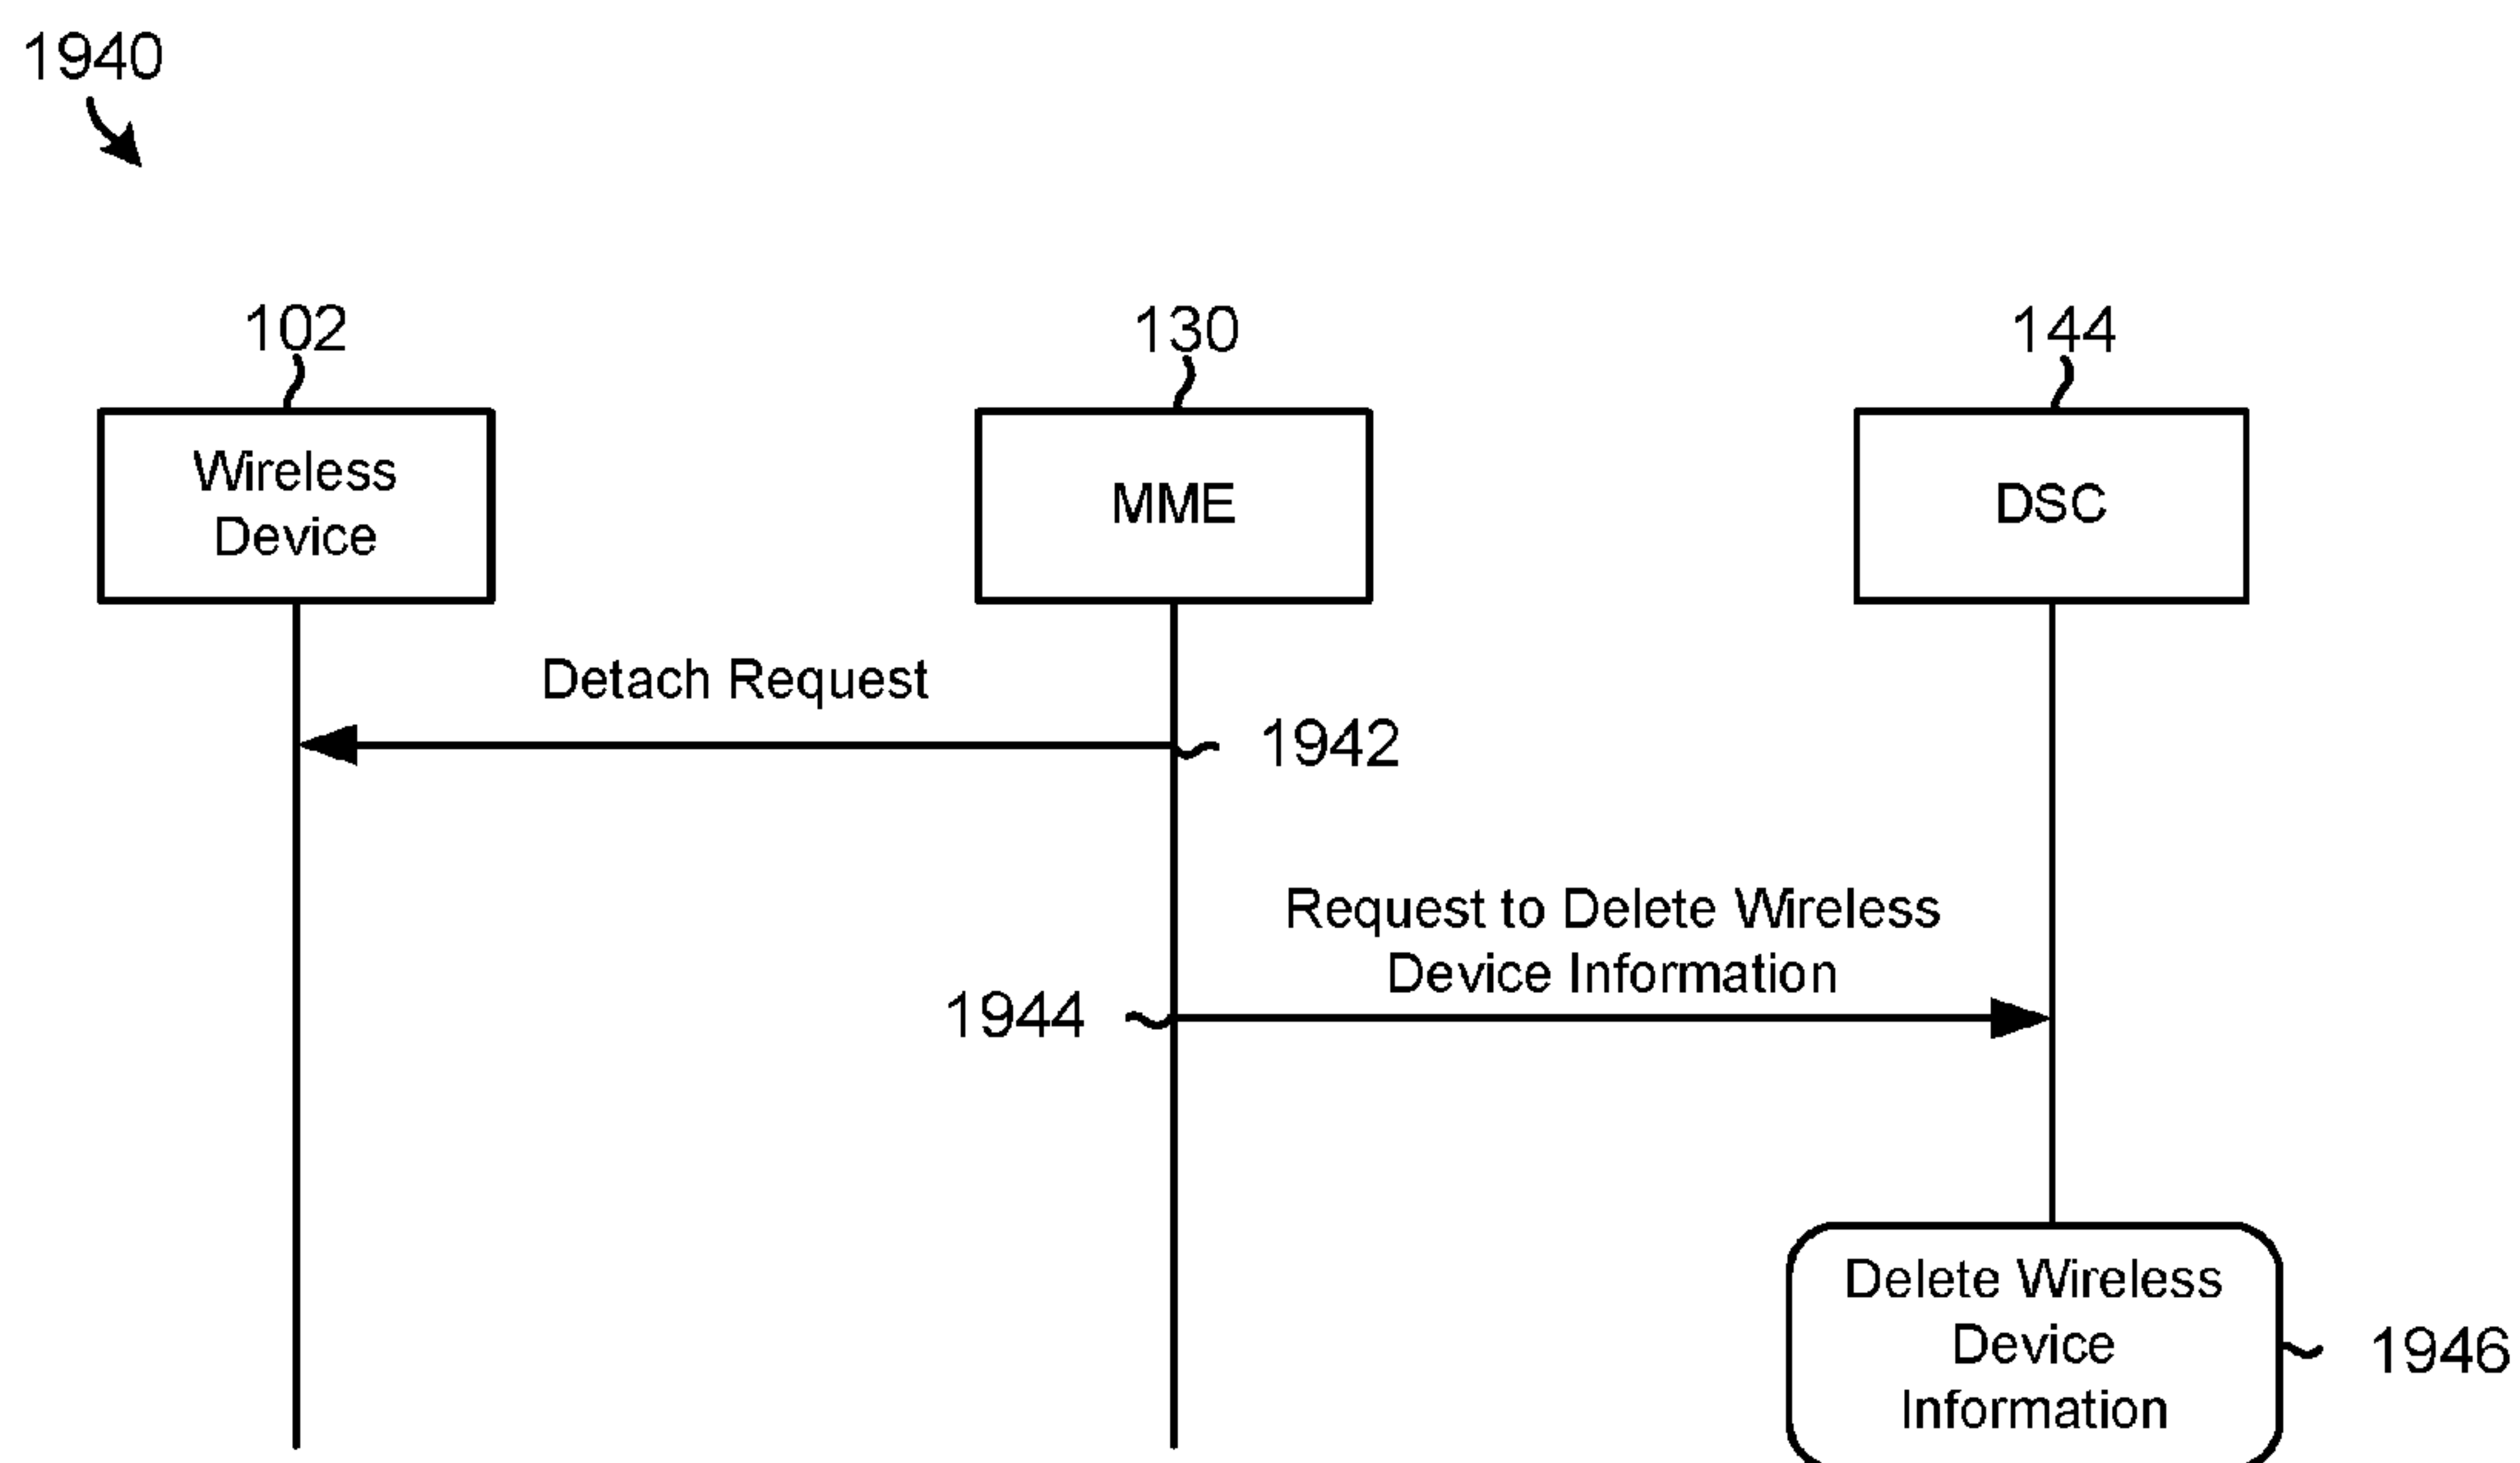 1940
102
130
144
Wireless
Device
MME
DSC
Detach Request
1942
Request to Delete Wireless
Device Information
1944
Delete Wireless
Device
Information
1946